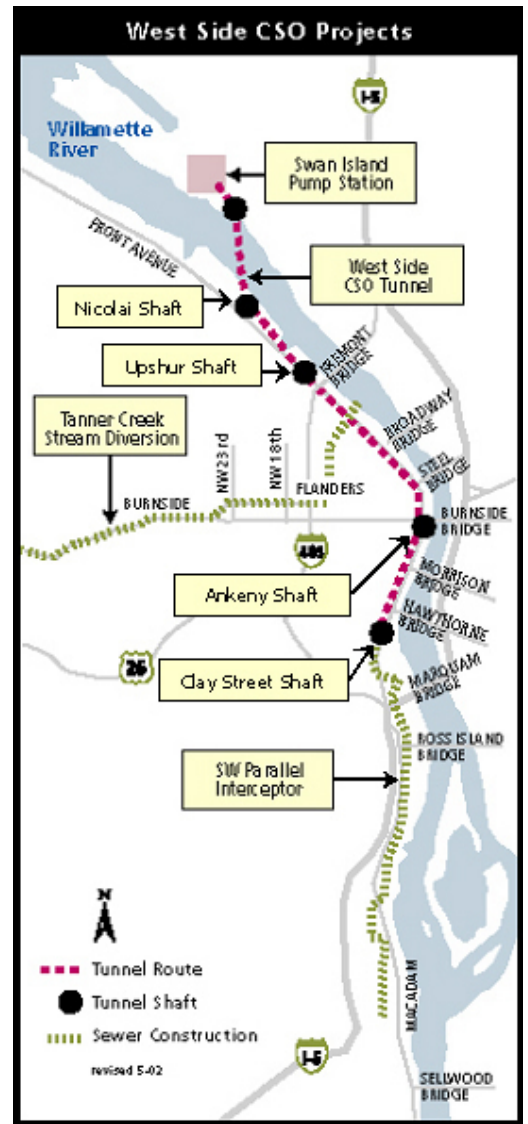 West Side CSO Projects
I-5
Willamette
River
Swan Island
Pump Station
FRONT AVENUE
West Side
CSO Tunnel
Nicolai Shaft
FREMONT
BRIDGE
Upshur Shaft
Tanner Creek
Stream Diversion
BROADWAY
BRIDGE
STEEL
BRIDGE
NW 23rd
NW 18th
FLANDERS
BURNSIDE
BURNSIDE
BRIDGE
405
MORRISON
BRIDGE
Ankeny Shaft
HAWTHORNE
BRIDGE
26
Clay Street Shaft
MARQUAM
BRIDGE
ROSS ISLAND
BRIDGE
SW Parallel
Interceptor
N
Tunnel Route
Tunnel Shaft
Sewer Construction
MACADAM
revised 5-02
I-5
SELLWOOD
BRIDGE